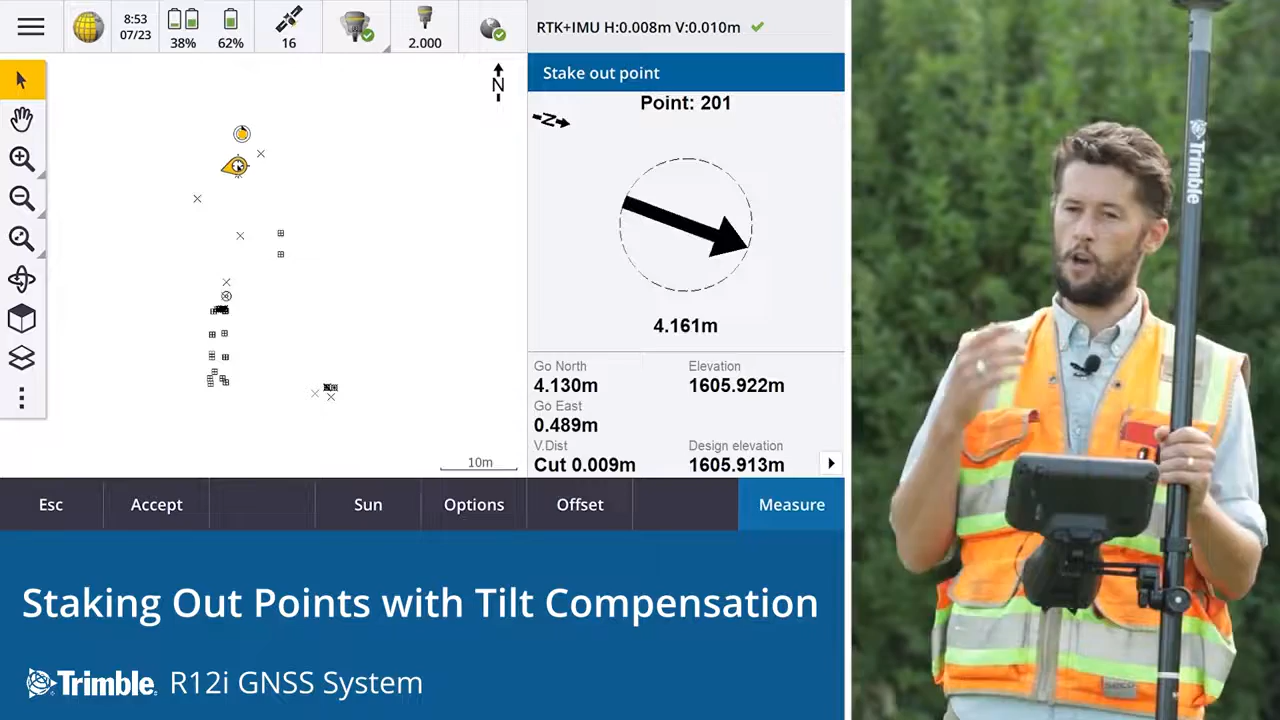 8:53
07/23
38%
62%
16
2.000
RTK+IMU H:0.008m V:0.010m
Stake out point
N
Point: 201
N
4.161m
Go North
4.130m
Elevation
1605.922m
Go East
0.489m
V.Dist
Cut 0.009m
Design elevation
1605.913m
10m
Esc
Accept
Sun
Options
Offset
Measure
Staking Out Points with Tilt Compensation
Trimble. R12i GNSS System
Trimble